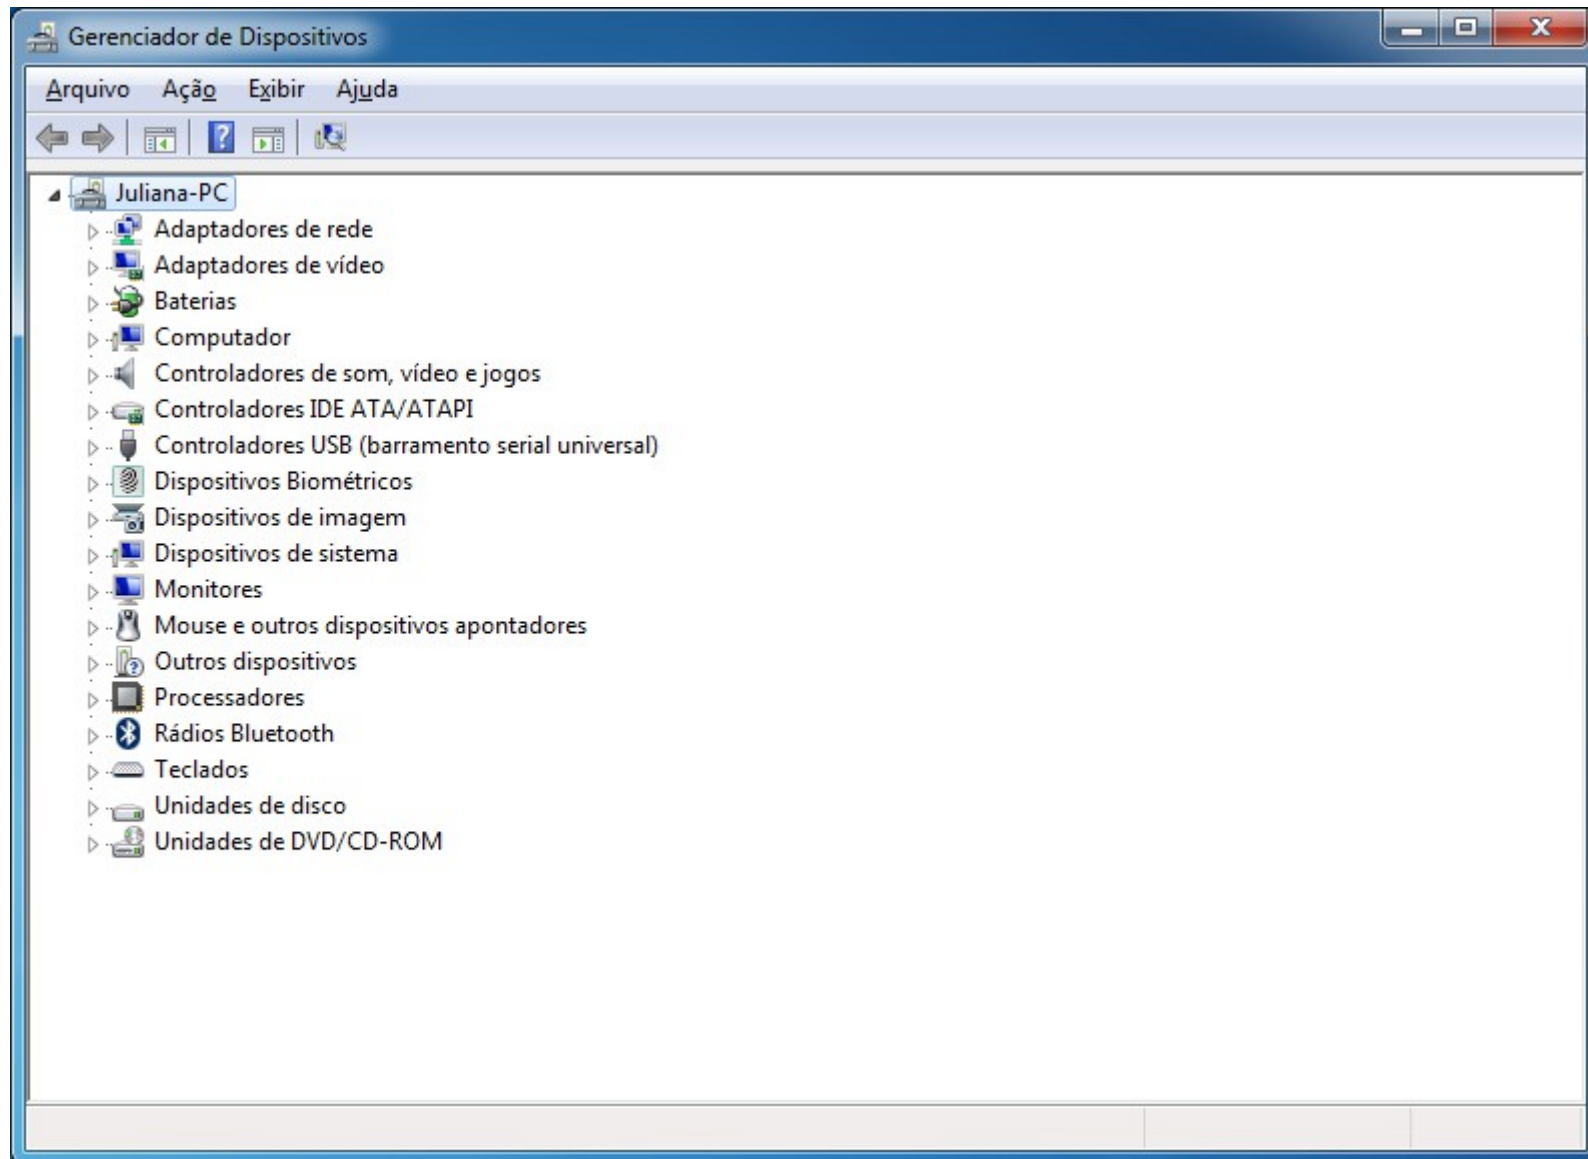 Gerenciador de Dispositivos
Arquivo Ação Exibir Ajuda
Juliana-PC
Adaptadores de rede
Adaptadores de vídeo
Baterias
Computador
Controladores de som, vídeo e jogos
Controladores IDE ATA/ATAPI
Controladores USB (barramento serial universal)
Dispositivos Biométricos
Dispositivos de imagem
Dispositivos de sistema
Monitores
Mouse e outros dispositivos apontadores
Outros dispositivos
Processadores
Rádios Bluetooth
Teclados
Unidades de disco
Unidades de DVD/CD-ROM